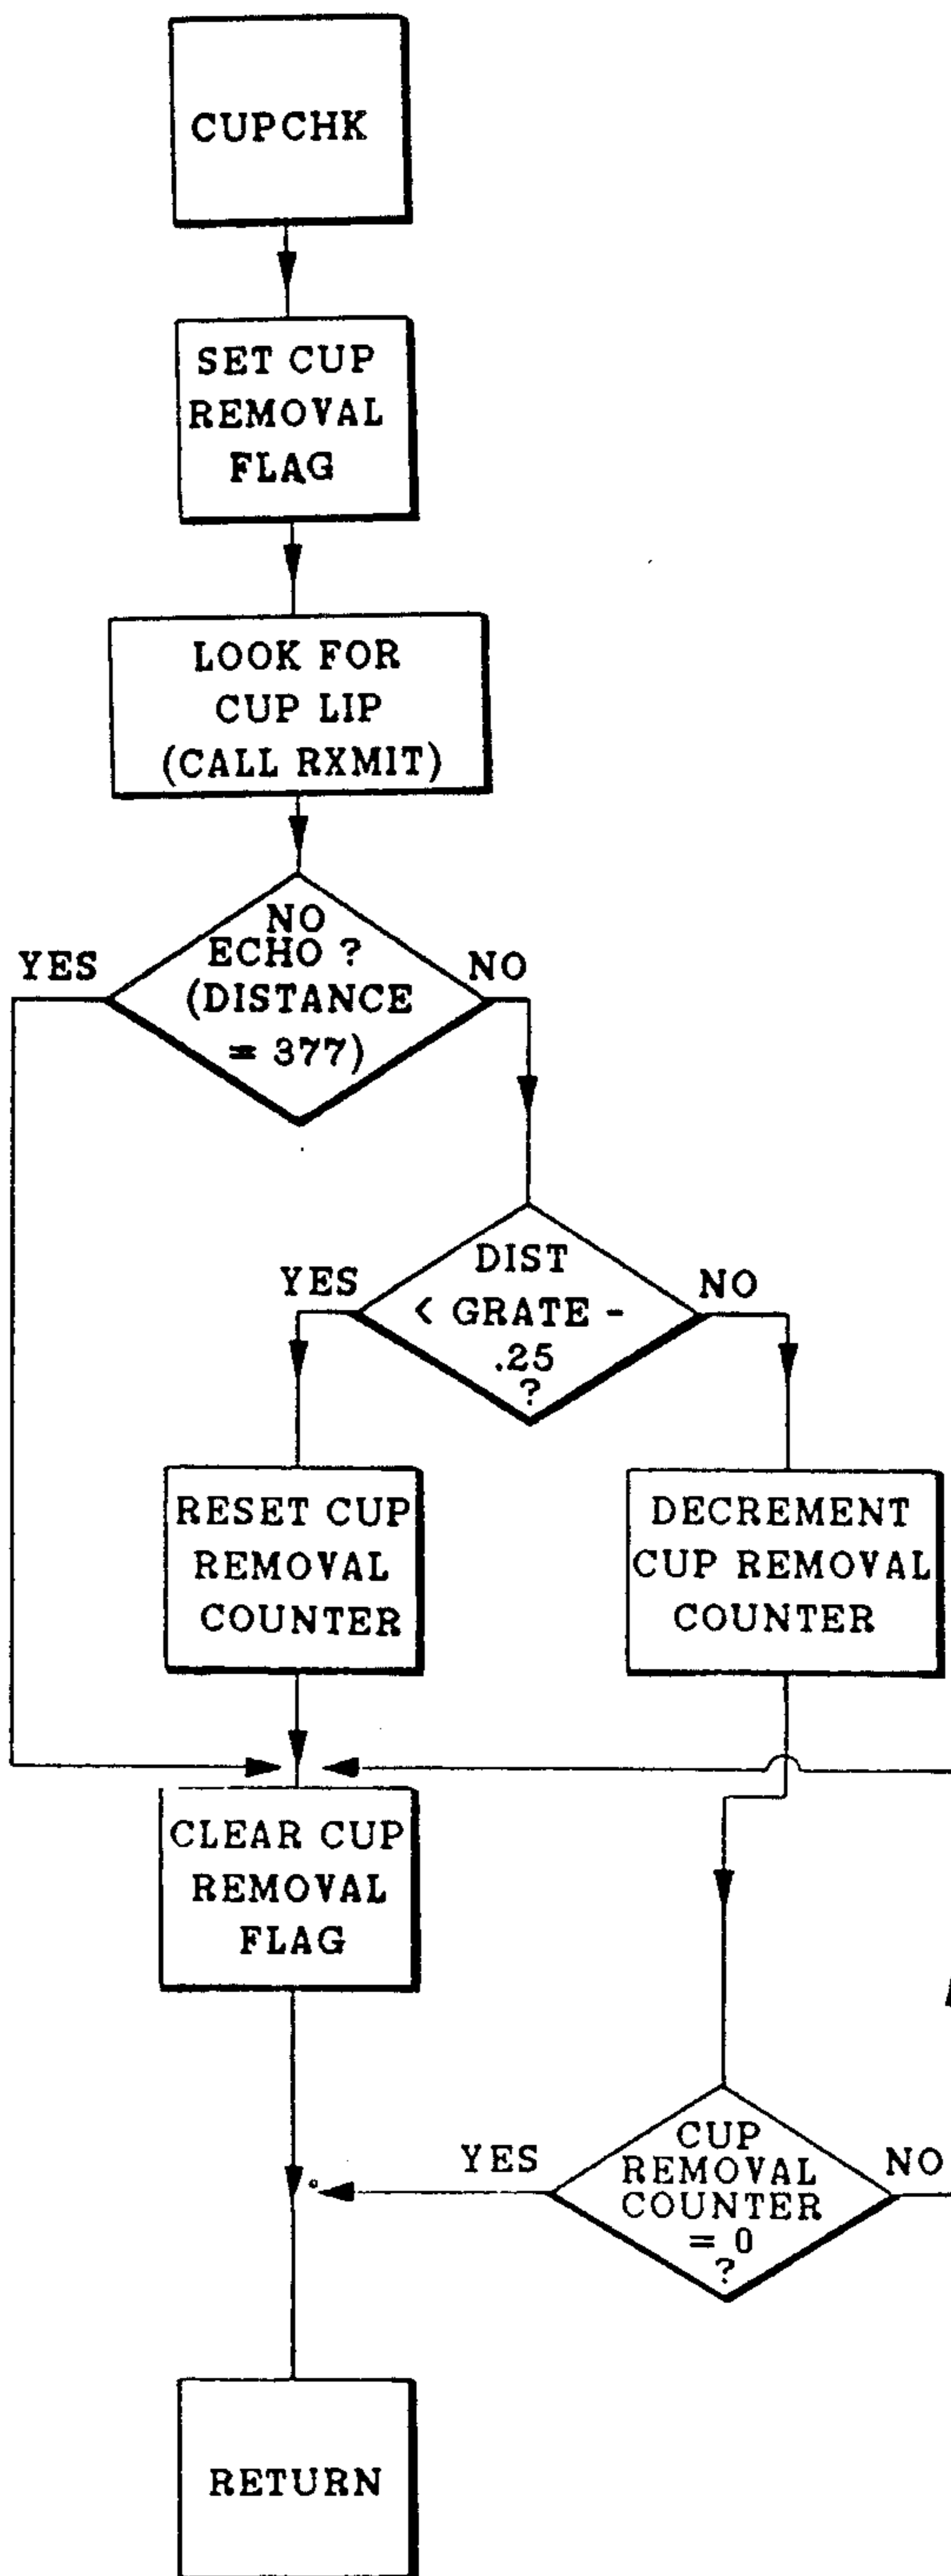 CUPCHK
SET CUP
REMOVAL
FLAG
LOOK FOR
CUP LIP
(CALL RXMIT)
NO
ECHO ?
(DISTANCE
= 377)
YES
NO
DIST
< GRATE -
.25
?
YES
NO
RESET CUP
REMOVAL
COUNTER
DECREMENT
CUP REMOVAL
COUNTER
CLEAR CUP
REMOVAL
FLAG
CUP
REMOVAL
COUNTER
= 0
?
YES
NO
RETURN